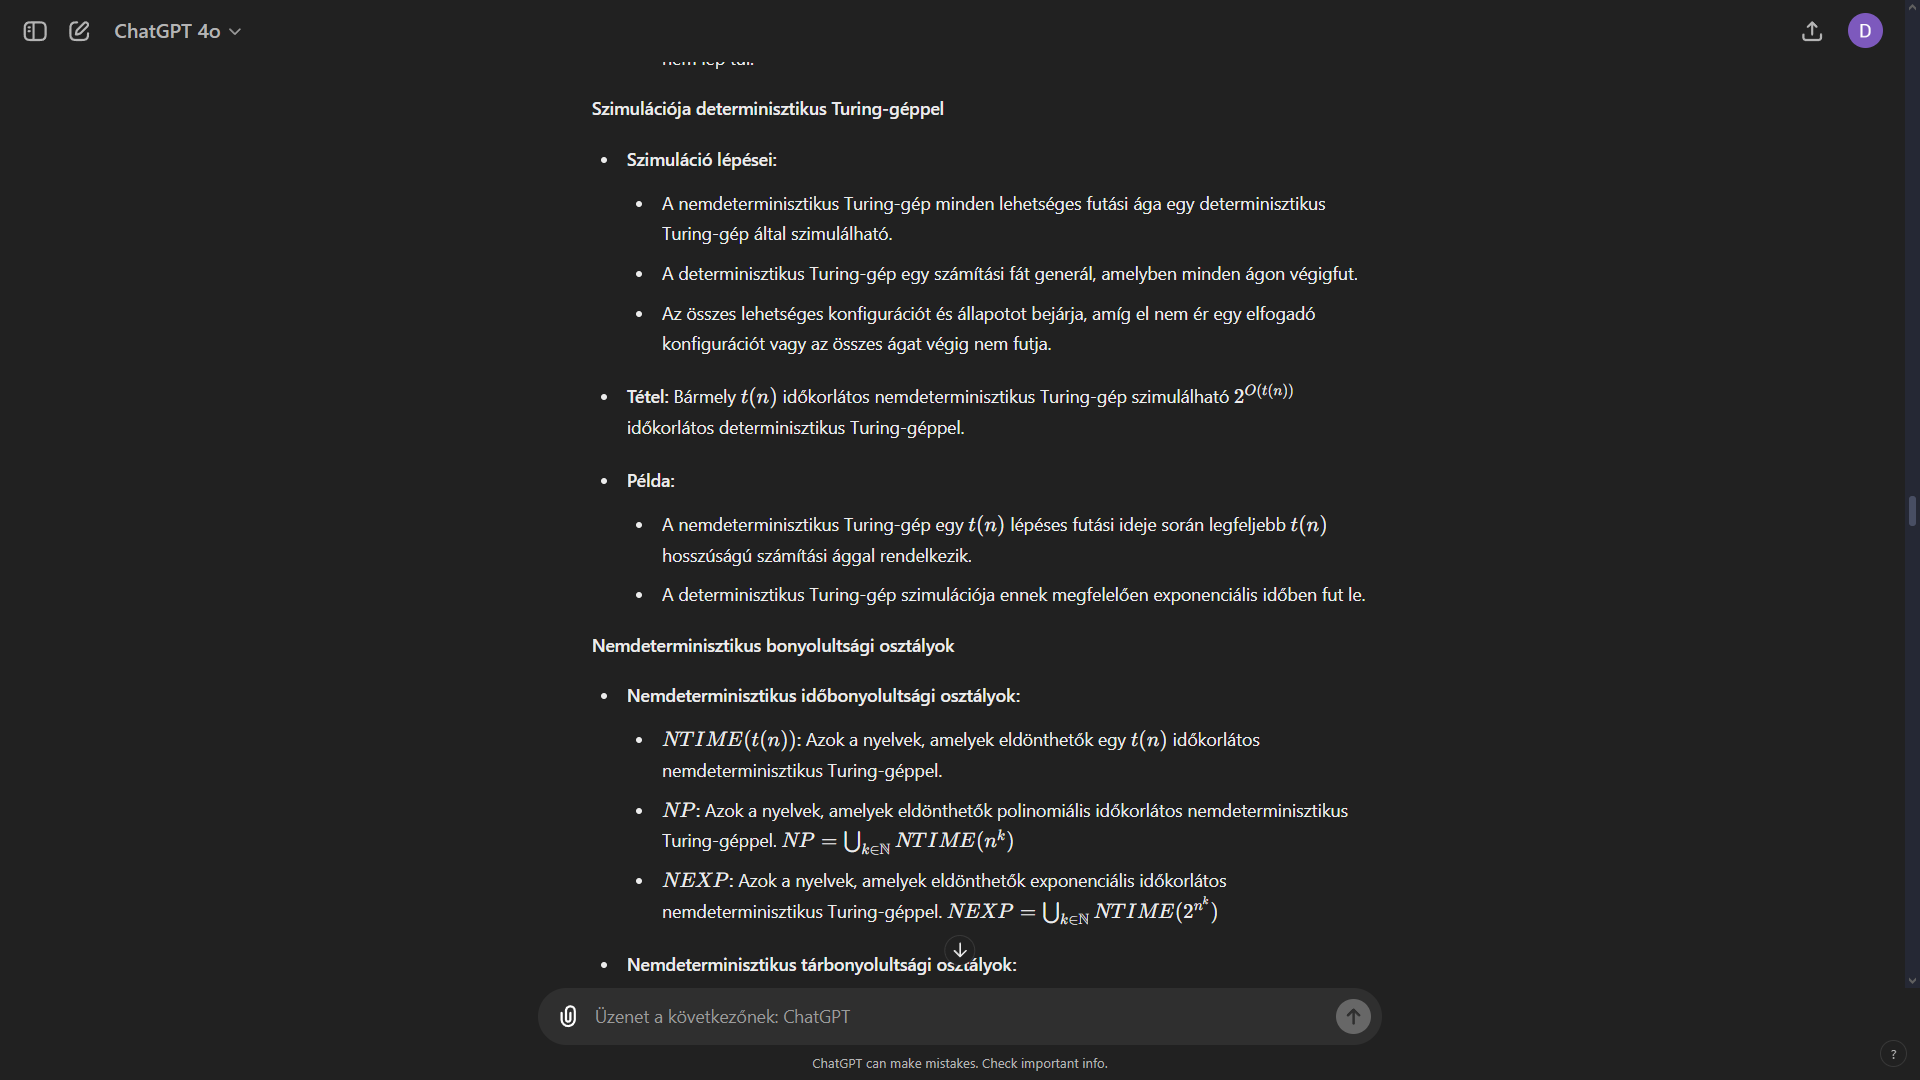 ChatGPT 4o
D
nem lép túl.
Szimulációja determinisztikus Turing-géppel
• Szimuláció lépései:
• A nemdeterminisztikus Turing-gép minden lehetséges futási ága egy determinisztikus
Turing-gép által szimulálható.
• A determinisztikus Turing-gép egy számítási fát generál, amelyben minden ágon végigfut.
• Az összes lehetséges konfigurációt és állapotot bejárja, amíg el nem ér egy elfogadó
konfigurációt vagy az összes ágat végig nem futja.
• Tétel: Bármely t(n) időkorlátos nemdeterminisztikus Turing-gép szimulálható 2^{O(t(n))}
időkorlátos determinisztikus Turing-géppel.
• Példa:
• A nemdeterminisztikus Turing-gép egy t(n) lépéses futási ideje során legfeljebb t(n)
hosszúságú számítási ággal rendelkezik.
• A determinisztikus Turing-gép szimulációja ennek megfelelően exponenciális időben fut le.
Nemdeterminisztikus bonyolultsági osztályok
• Nemdeterminisztikus időbonyolultsági osztályok:
• NTIME(t(n)): Azok a nyelvek, amelyek eldönthetők egy t(n) időkorlátos
nemdeterminisztikus Turing-géppel.
• NP: Azok a nyelvek, amelyek eldönthetők polinomiális időkorlátos nemdeterminisztikus
Turing-géppel. NP = ⋃_{k∈ℕ} NTIME(n^k)
• NEXP: Azok a nyelvek, amelyek eldönthetők exponenciális időkorlátos
nemdeterminisztikus Turing-géppel. NEXP = ⋃_{k∈ℕ} NTIME(2^{n^k})
• Nemdeterminisztikus tárbonyolultsági osztályok:
Üzenet a következőnek: ChatGPT
ChatGPT can make mistakes. Check important info.
?